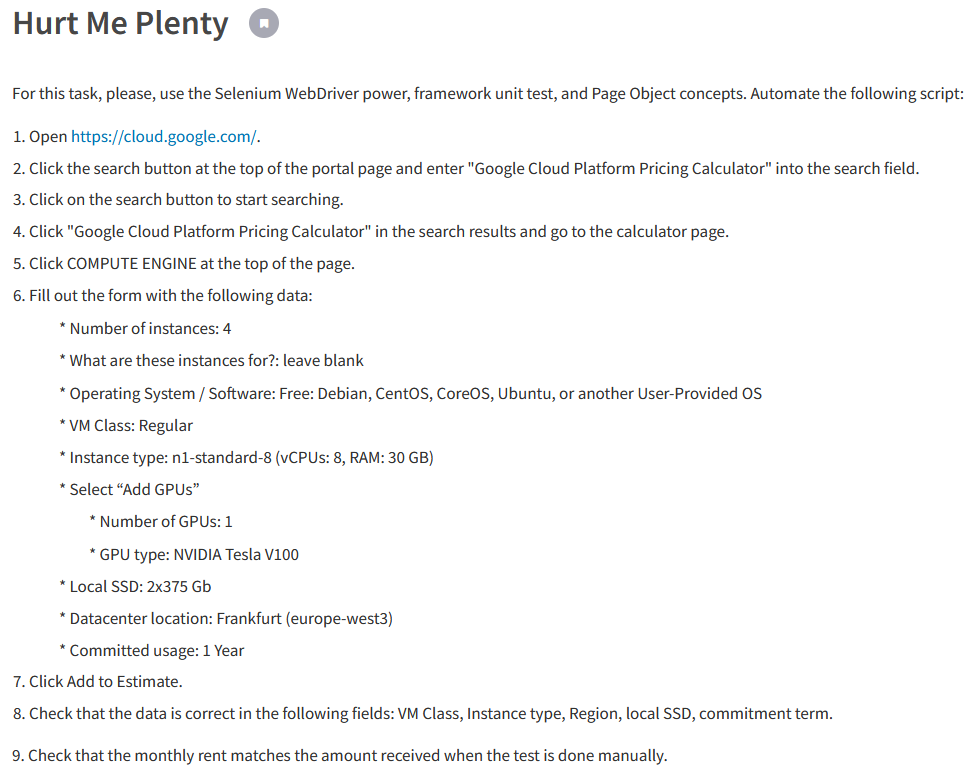 Hurt Me Plenty
For this task, please, use the Selenium WebDriver power, framework unit test, and Page Object concepts. Automate the following script:
1. Open https://cloud.google.com/.
2. Click the search button at the top of the portal page and enter "Google Cloud Platform Pricing Calculator" into the search field.
3. Click on the search button to start searching.
4. Click "Google Cloud Platform Pricing Calculator" in the search results and go to the calculator page.
5. Click COMPUTE ENGINE at the top of the page.
6. Fill out the form with the following data:
* Number of instances: 4
* What are these instances for?: leave blank
* Operating System / Software: Free: Debian, CentOS, CoreOS, Ubuntu, or another User-Provided OS
* VM Class: Regular
* Instance type: n1-standard-8 (vCPUs: 8, RAM: 30 GB)
* Select “Add GPUs”
* Number of GPUs: 1
* GPU type: NVIDIA Tesla V100
* Local SSD: 2x375 Gb
* Datacenter location: Frankfurt (europe-west3)
* Committed usage: 1 Year
7. Click Add to Estimate.
8. Check that the data is correct in the following fields: VM Class, Instance type, Region, local SSD, commitment term.
9. Check that the monthly rent matches the amount received when the test is done manually.